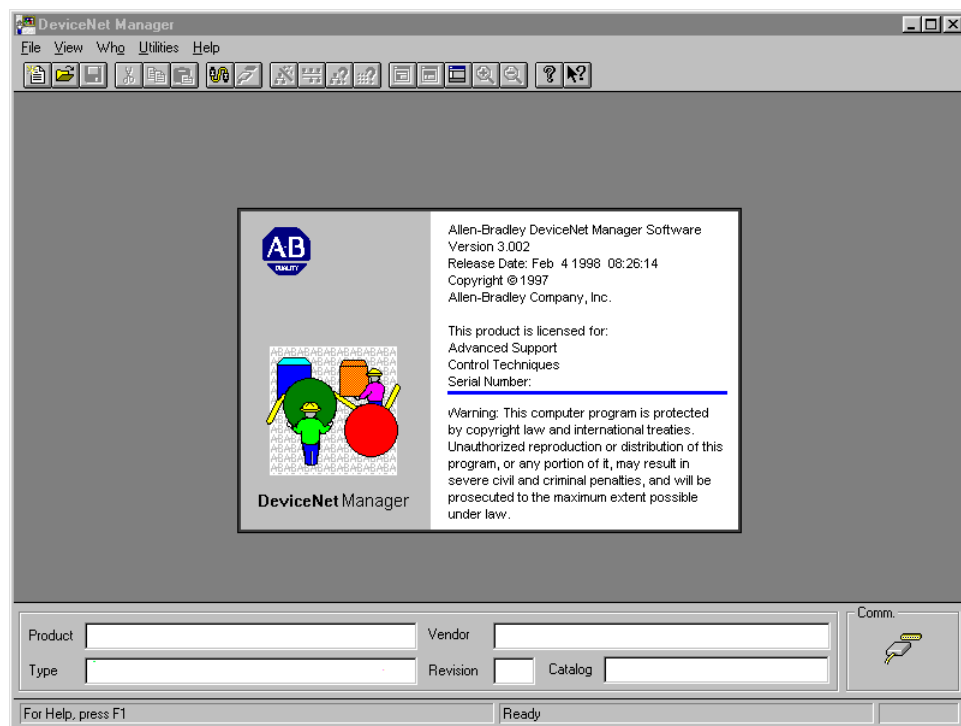 DeviceNet Manager
File View Who Utilities Help
AB
QUALITY
Allen-Bradley DeviceNet Manager Software
Version 3.002
Release Date: Feb 4 1998 08:26:14
Copyright © 1997
Allen-Bradley Company, Inc.
This product is licensed for:
Advanced Support
Control Techniques
Serial Number:
Warning: This computer program is protected
by copyright law and international treaties.
Unauthorized reproduction or distribution of this
program, or any portion of it, may result in
severe civil and criminal penalties, and will be
prosecuted to the maximum extent possible
under law.
DeviceNet Manager
Product
Vendor
Comm.
Type
Revision
Catalog
For Help, press F1
Ready